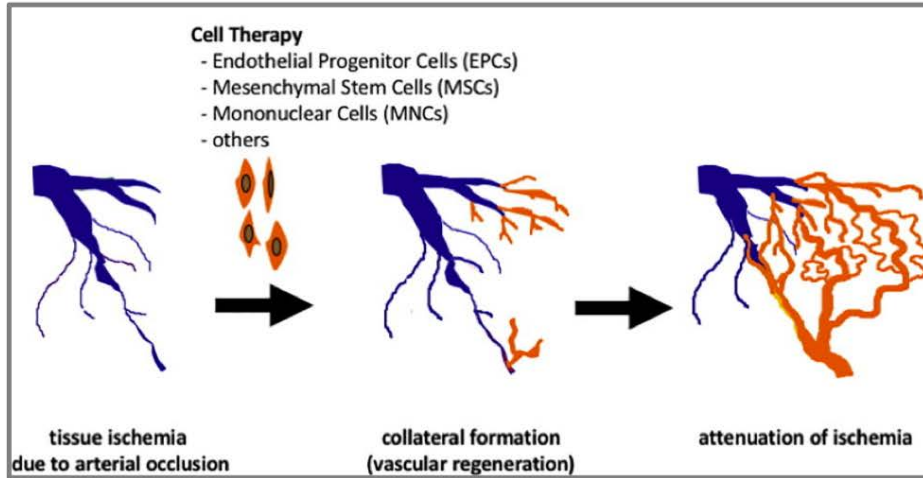 Cell Therapy
- Endothelial Progenitor Cells (EPCs)
- Mesenchymal Stem Cells (MSCs)
- Mononuclear Cells (MNCs)
- others
tissue ischemia
due to arterial occlusion
collateral formation
(vascular regeneration)
attenuation of ischemia